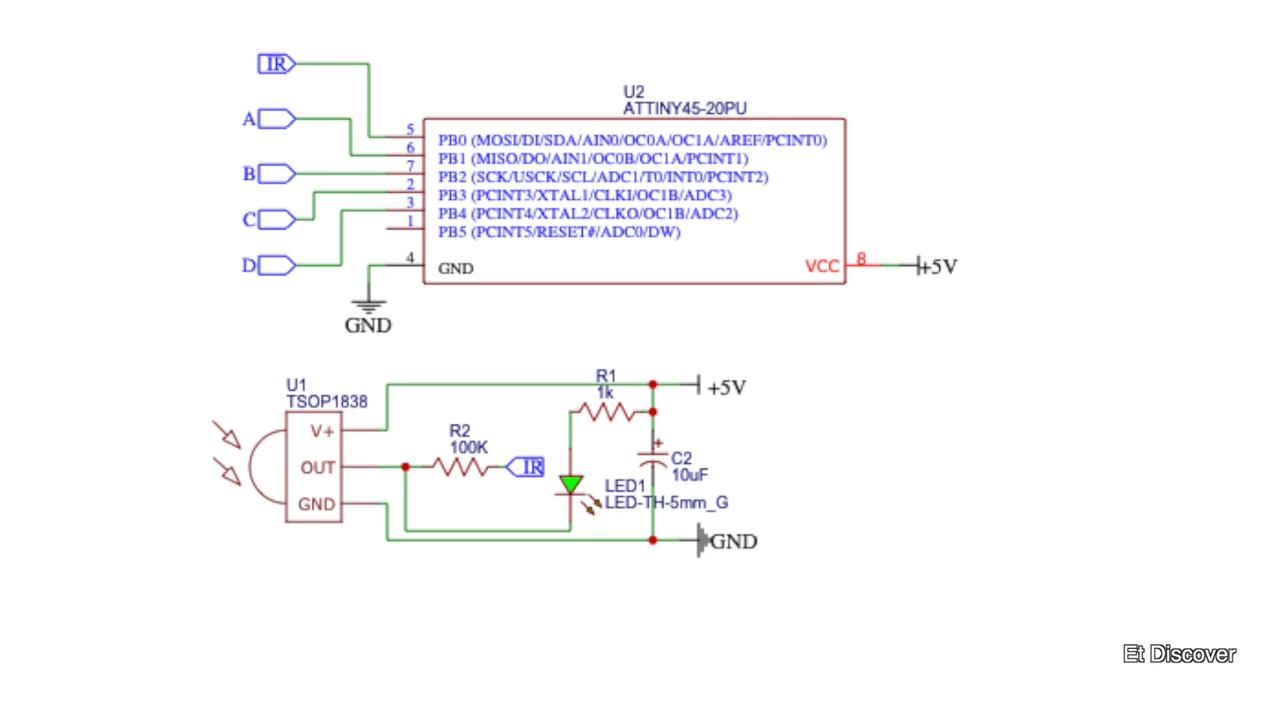 IR
U2
ATTINY45-20PU
A
5
PB0 (MOSI/DI/SDA/AIN0/OC0A/OC1A/AREF/PCINT0)
6
PB1 (MISO/DO/AIN1/OC0B/OC1A/PCINT1)
B
7
PB2 (SCK/USCK/SCL/ADC1/T0/INT0/PCINT2)
2
PB3 (PCINT3/XTAL1/CLKI/OC1B/ADC3)
C
3
PB4 (PCINT4/XTAL2/CLKO/OC1B/ADC2)
1
PB5 (PCINT5/RESET#/ADC0/DW)
D
4
GND
VCC
8
+5V
GND
U1
TSOP1838
R1
1k
+5V
V+
R2
100K
OUT
IR
+
C2
10uF
GND
LED1
LED-TH-5mm_G
GND
Et Discover